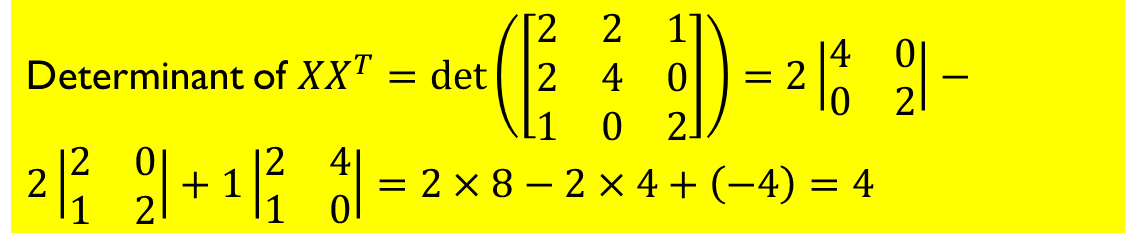 Determinant of XXᵀ = det([2 2 1; 2 4 0; 1 0 2]) = 2 |4 0; 0 2| −
2 |2 0; 1 2| + 1 |2 4; 1 0| = 2 × 8 − 2 × 4 + (−4) = 4